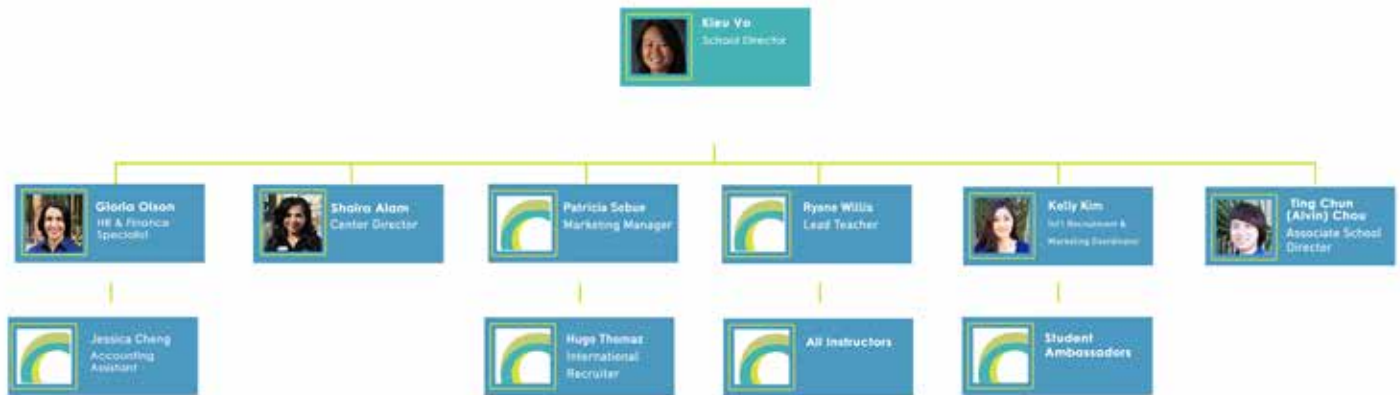 Kieu Vo
School Director
Gloria Olson
HR & Finance
Specialist
Shaira Alam
Center Director
Patricia Sobue
Marketing Manager
Ryane Willis
Lead Teacher
Kelly Kim
Int'l Recruitment &
Marketing Coordinator
Ting Chun
(Alvin) Chou
Associate School
Director
Jessica Cheng
Accounting
Assistant
Hugo Thomaz
International
Recruiter
All Instructors
Student
Ambassadors